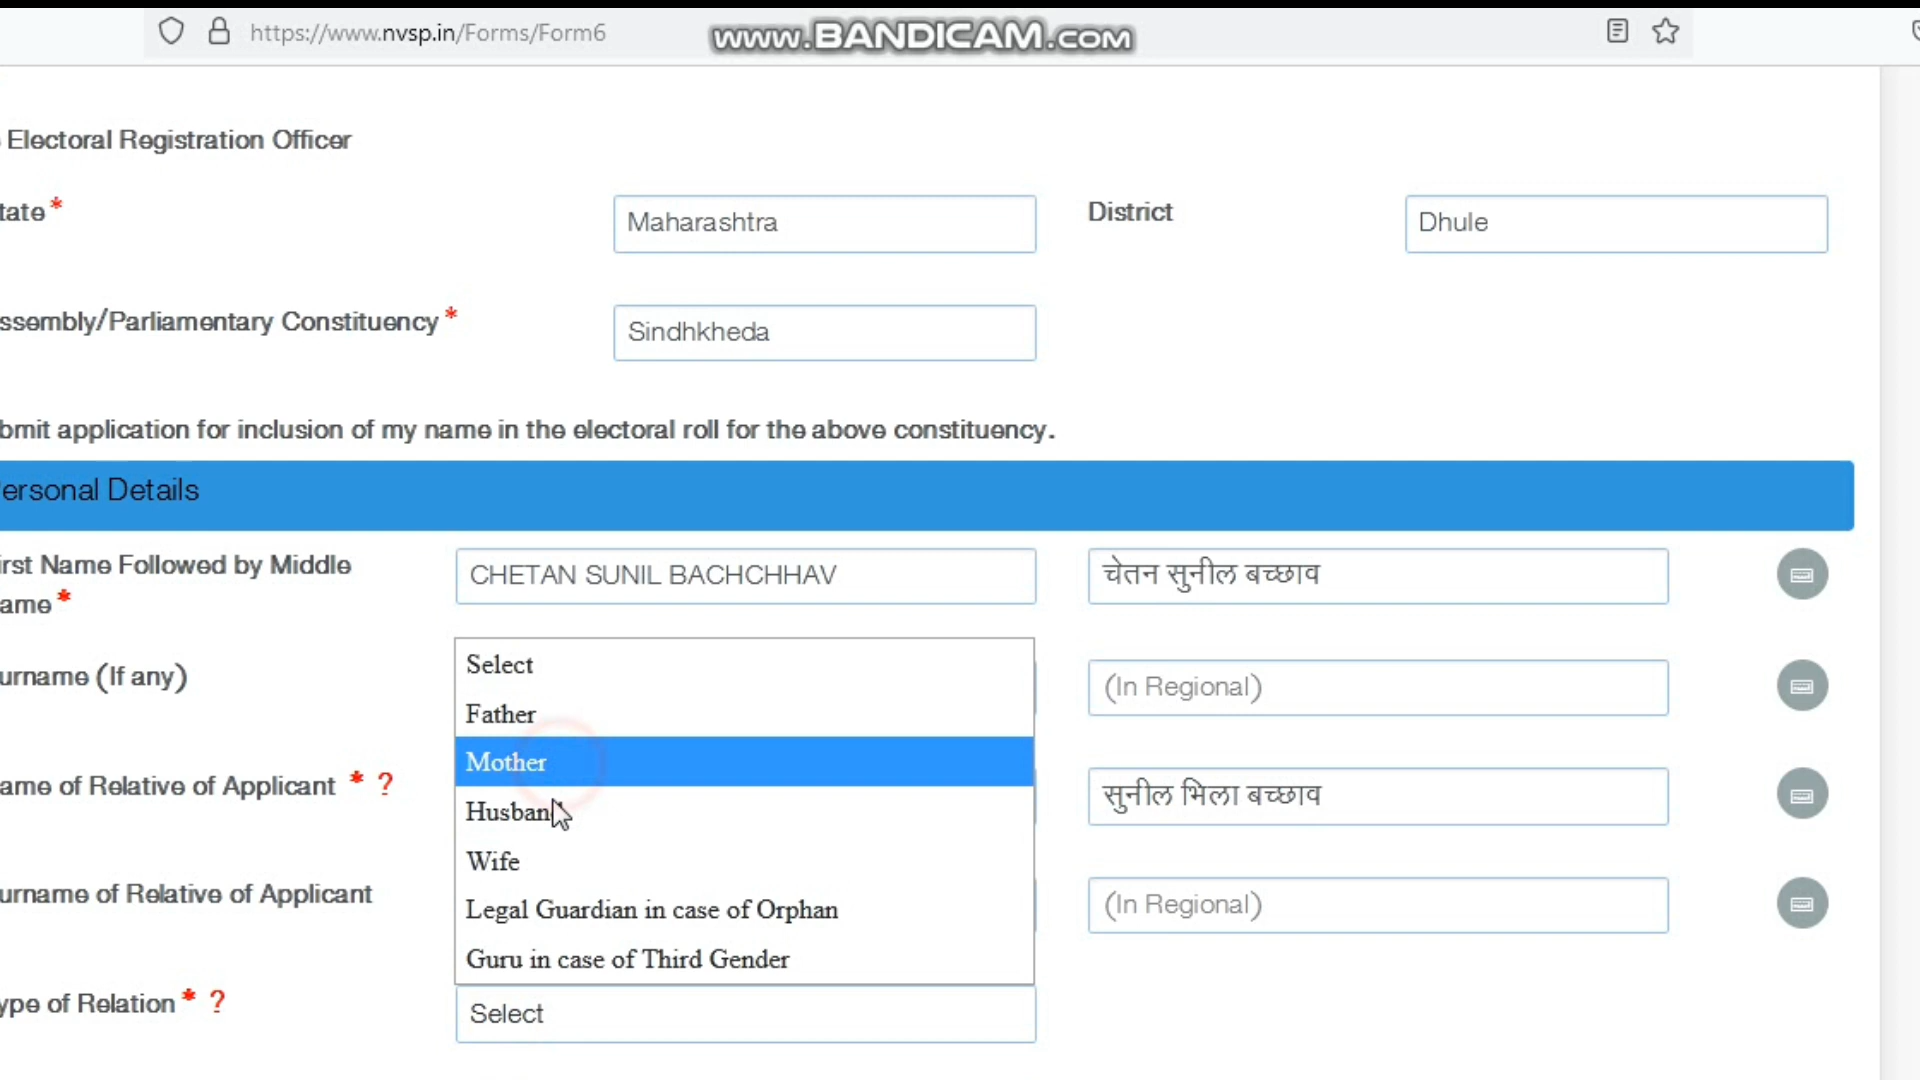 https://www.nvsp.in/Forms/Form6
www.BANDICAM.com
Electoral Registration Officer
tate *
Maharashtra
District
Dhule
ssembly/Parliamentary Constituency *
Sindhkheda
bmit application for inclusion of my name in the electoral roll for the above constituency.
ersonal Details
irst Name Followed by Middle
ame *
CHETAN SUNIL BACHCHHAV
चेतन सुनील बच्छाव
urname (If any)
(In Regional)
Select
Father
Mother
Husband
Wife
Legal Guardian in case of Orphan
Guru in case of Third Gender
ame of Relative of Applicant * ?
सुनील भिला बच्छाव
urname of Relative of Applicant
(In Regional)
ype of Relation * ?
Select